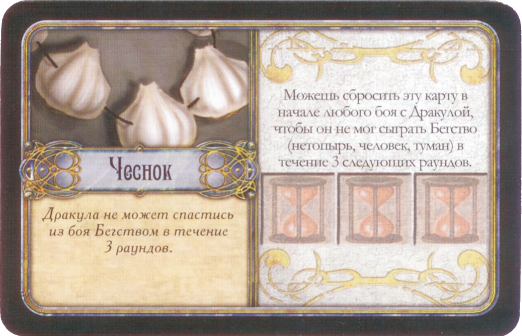 Чеснок
Дракула не может спастись
из боя Бегством в течение
3 раундов.
Можешь сбросить эту карту в
начале любого боя с Дракулой,
чтобы он не мог сыграть Бегство
(нетопырь, человек, туман) в
течение 3 следующих раундов.